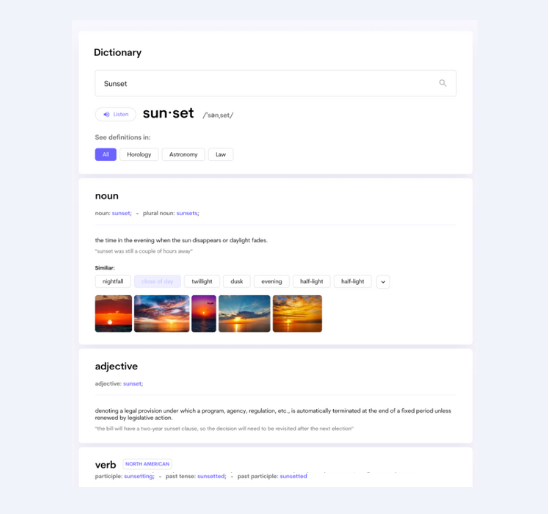 Dictionary
Sunset
Listen sun·set /ˈsənˌset/
See definitions in:
All Horology Astronomy Law
noun
noun: sunset; - plural noun: sunsets;
the time in the evening when the sun disappears or daylight fades.
"sunset was still a couple of hours away"
Similiar:
nightfall close of day twillight dusk evening half-light half-light
adjective
adjective: sunset;
denoting a legal provision under which a program, agency, regulation, etc., is automatically terminated at the end of a fixed period unless
renewed by legislative action.
"the bill will have a two-year sunset clause, so the decision will need to be revisited after the next election"
verb NORTH AMERICAN
participle: sunsetting; - past tense: sunsetted; - past participle: sunsetted